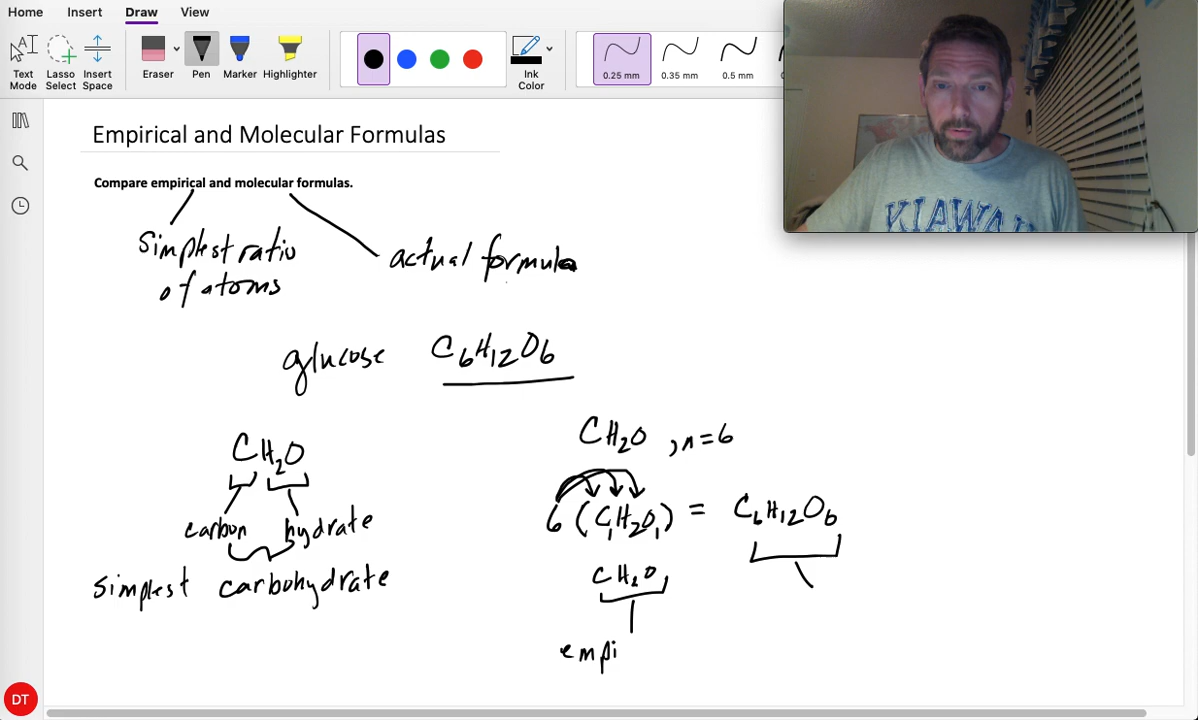 Home Insert Draw View
Text Mode Lasso Select Insert Space Eraser Pen Marker Highlighter Ink Color 0.25 mm 0.35 mm 0.5 mm
KIAWAH
Empirical and Molecular Formulas
Compare empirical and molecular formulas.
simplest ratio of atoms
actual formula
glucose C6H12O6
CH2O
carbon hydrate
simplest carbohydrate
CH2O , n=6
6 (C1H2O1) = C6H12O6
CH2O
empi
DT